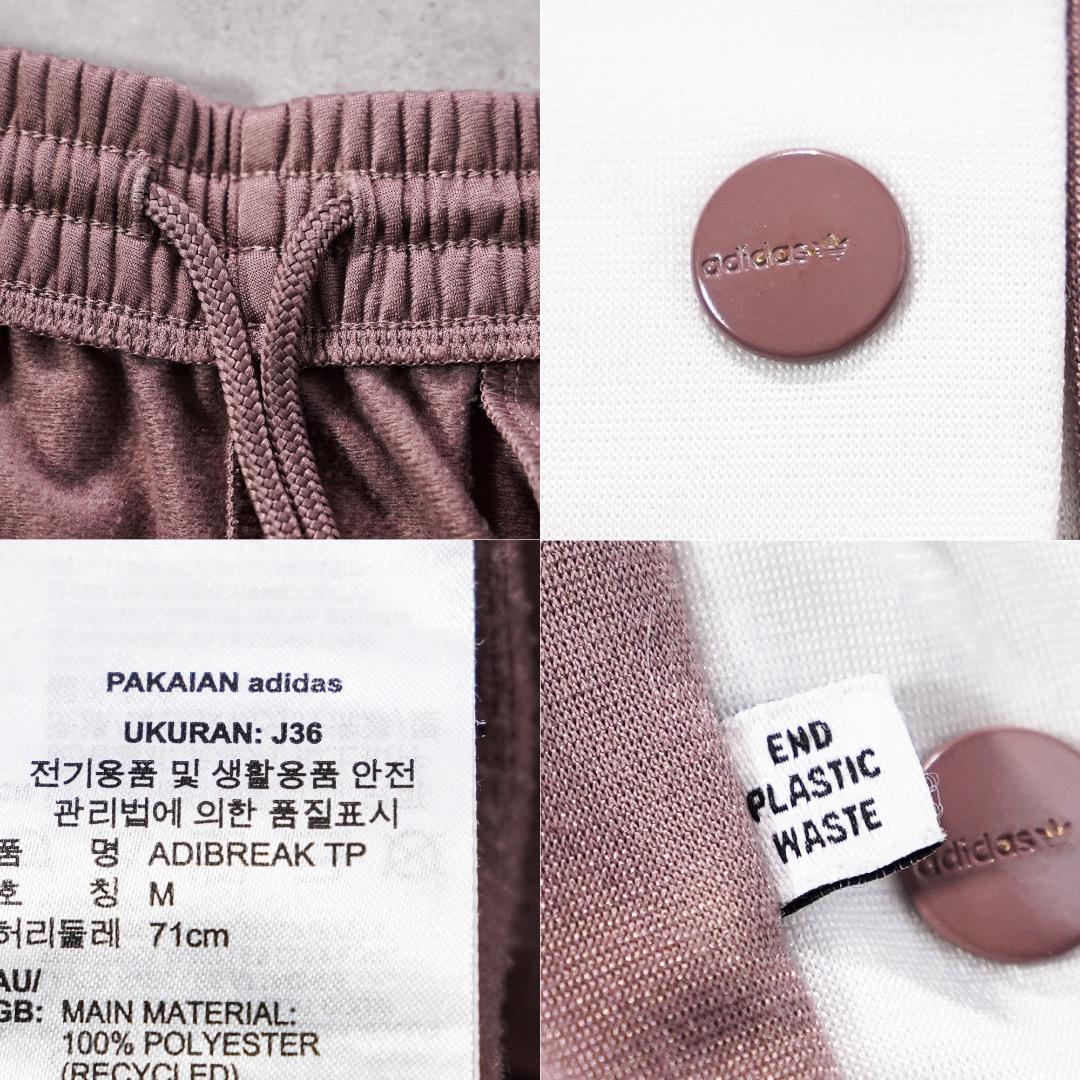 adidas
PAKAIAN adidas
UKURAN: J36
전기용품 및 생활용품 안전
관리법에 의한 품질표시
품 명 ADIBREAK TP
호 칭 M
허리둘레 71cm
AU/
GB: MAIN MATERIAL:
100% POLYESTER
(RECYCLED)
END
PLASTIC
WASTE
adidas